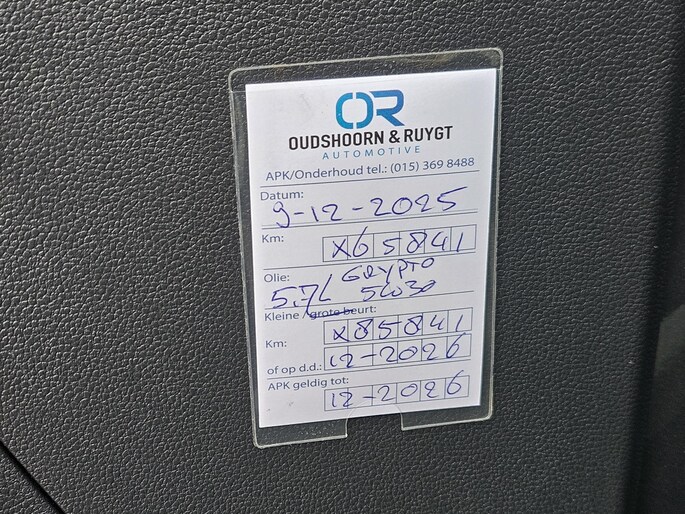 OR
OUDSHOORN & RUYGT
AUTOMOTIVE
APK/Onderhoud tel.: (015) 369 8488
Datum:
9-12-2025
Km: x65841
Olie: 5.7L
5w30
Kleine / grote beurt:
Km: x85841
of op d.d.: 12-2026
APK geldig tot:
12-2026